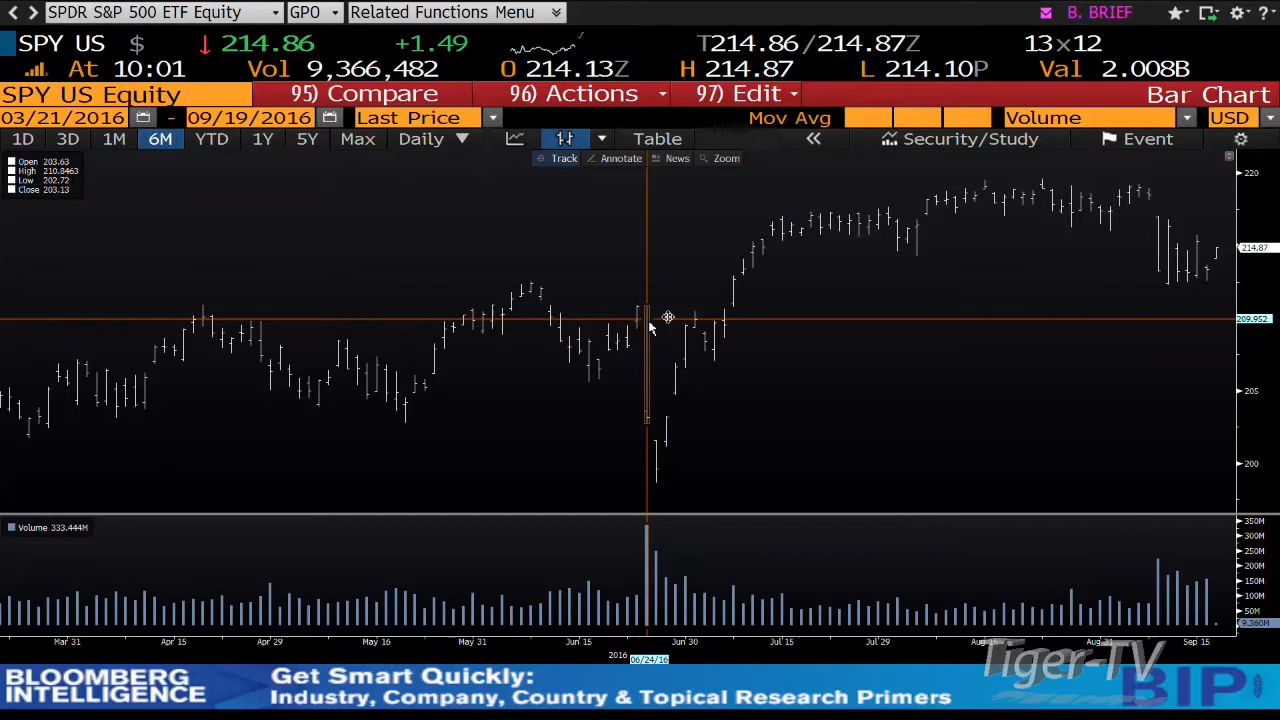 SPDR S&P 500 ETF Equity GPO Related Functions Menu B. BRIEF ?
SPY US $ 214.86 +1.49 T214.86/214.87Z 13x12
At 10:01 Vol 9,366,482 O 214.13Z H 214.87 L 214.10P Val 2.008B
SPY US Equity 95) Compare 96) Actions 97) Edit Bar Chart
03/21/2016 - 09/19/2016 Last Price Mov Avg Volume USD
1D 3D 1M 6M YTD 1Y 5Y Max Daily Table Security/Study Event
Track Annotate News Zoom
Open 203.63
High 210.8463
Low 202.72
Close 203.13
220
214.87
209.952
205
200
Volume 333.444M
350M
300M
250M
200M
150M
100M
50M
9.360M
Mar 31 Apr 15 Apr 29 May 16 May 31 Jun 15 Jun 30 Jul 15 Jul 29 Aug 15 Aug 31 Sep 15
2016 06/24/16
Tiger-TV
BLOOMBERG INTELLIGENCE
Get Smart Quickly:
Industry, Company, Country & Topical Research Primers
BIP